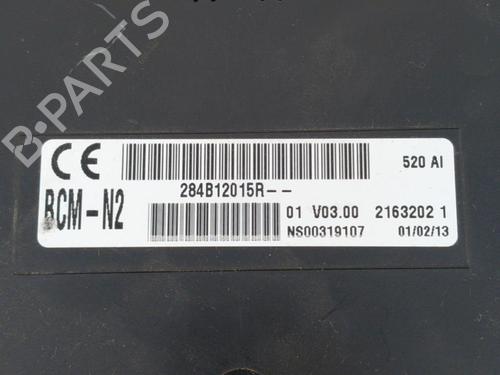 B-PARTS
CE
520 AI
284B12015R--
BCM-N2
01 V03.00 2163202 1
NS00319107 01/02/13